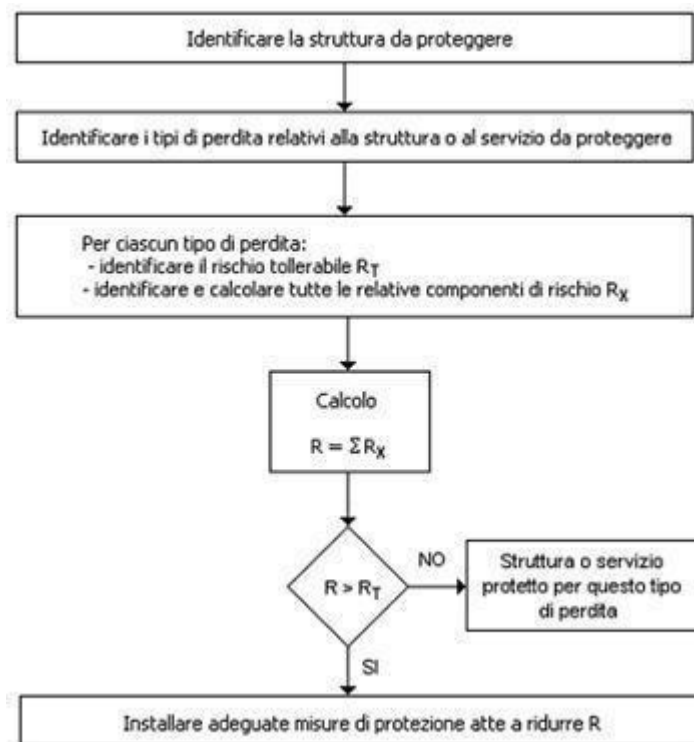 Identificare la struttura da proteggere
Identificare i tipi di perdita relativi alla struttura o al servizio da proteggere
Per ciascun tipo di perdita:
- identificare il rischio tollerabile RT
- identificare e calcolare tutte le relative componenti di rischio RX
Calcolo
R = ΣRX
R > RT
NO
Struttura o servizio
protetto per questo tipo
di perdita
SI
Installare adeguate misure di protezione atte a ridurre R